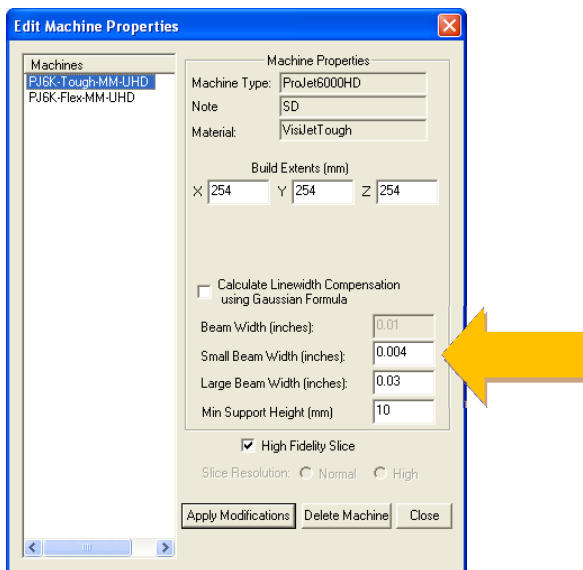 Edit Machine Properties
Machines
PJ6K-Tough-MM-UHD
PJ6K-Flex-MM-UHD
Machine Properties
Machine Type: ProJet6000HD
Note SD
Material: VisiJetTough
Build Extents (mm)
X 254 Y 254 Z 254
Calculate Linewidth Compensation
using Gaussian Formula
Beam Width (inches): 0.01
Small Beam Width (inches): 0.004
Large Beam Width (inches): 0.03
Min Support Height (mm) 10
High Fidelity Slice
Slice Resolution: Normal High
Apply Modifications Delete Machine Close